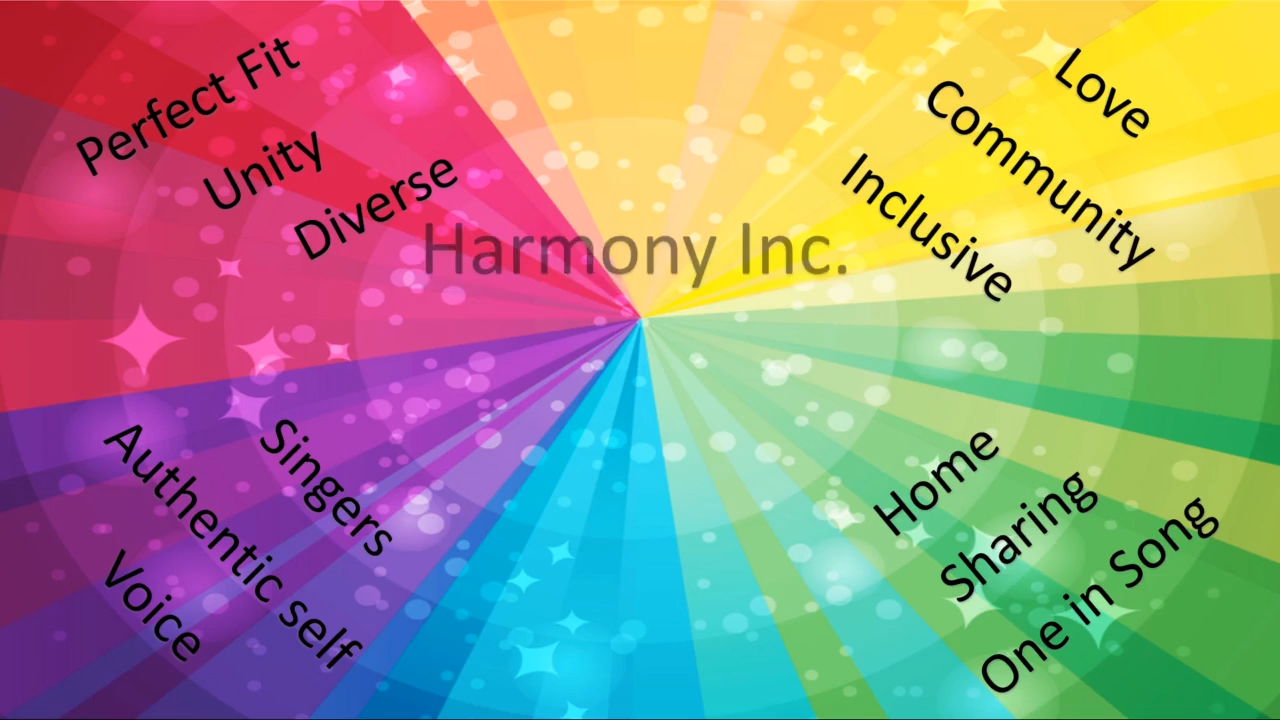 Perfect Fit
Unity
Diverse
Love
Community
Inclusive
Harmony Inc.
Singers
Authentic self
Voice
Home
Sharing
One in Song